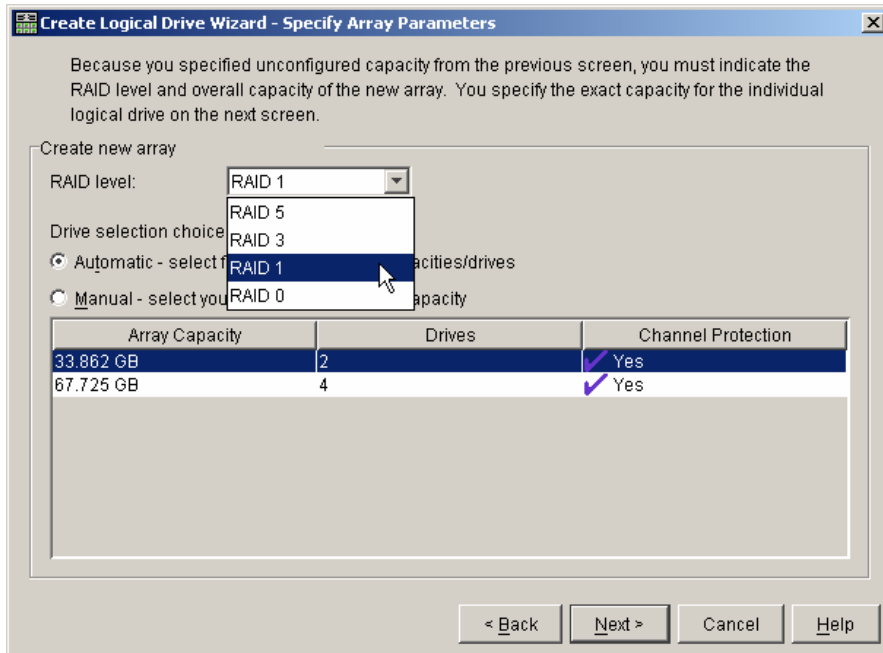 Create Logical Drive Wizard - Specify Array Parameters
Because you specified unconfigured capacity from the previous screen, you must indicate the
RAID level and overall capacity of the new array. You specify the exact capacity for the individual
logical drive on the next screen.
Create new array
RAID level: RAID 1
RAID 5
Drive selection choice
RAID 3
Automatic - select f RAID 1 acities/drives
Manual - select you RAID 0 apacity
Array Capacity Drives Channel Protection
33.862 GB 2 Yes
67.725 GB 4 Yes
< Back Next > Cancel Help